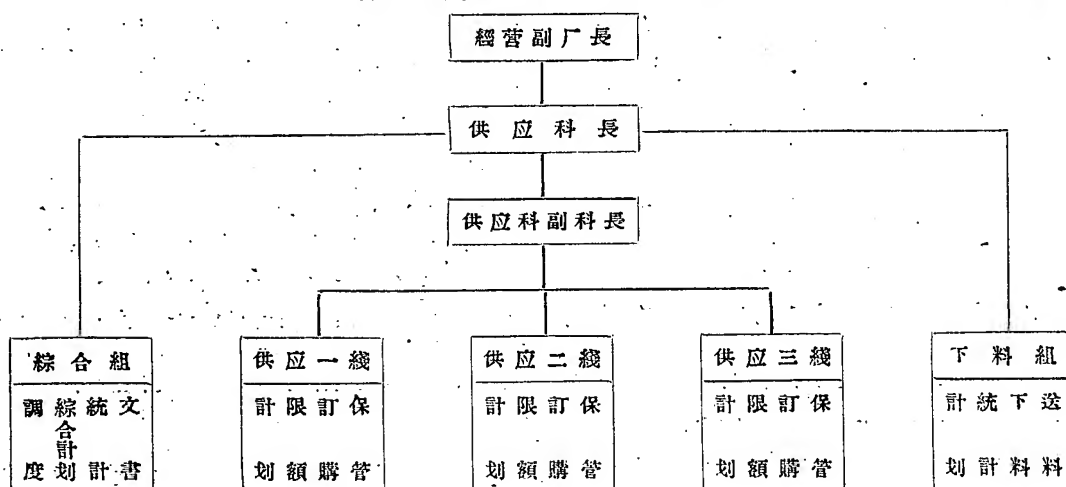 經营副厂長
供应科長
供应科副科長
綜合組
調度
綜合計划
統計
文書
供应一綫
計划
限額
訂購
保管
供应二綫
計划
限額
訂購
保管
供应三綫
計划
限額
訂購
保管
下料組
計划
統計
下料
送料